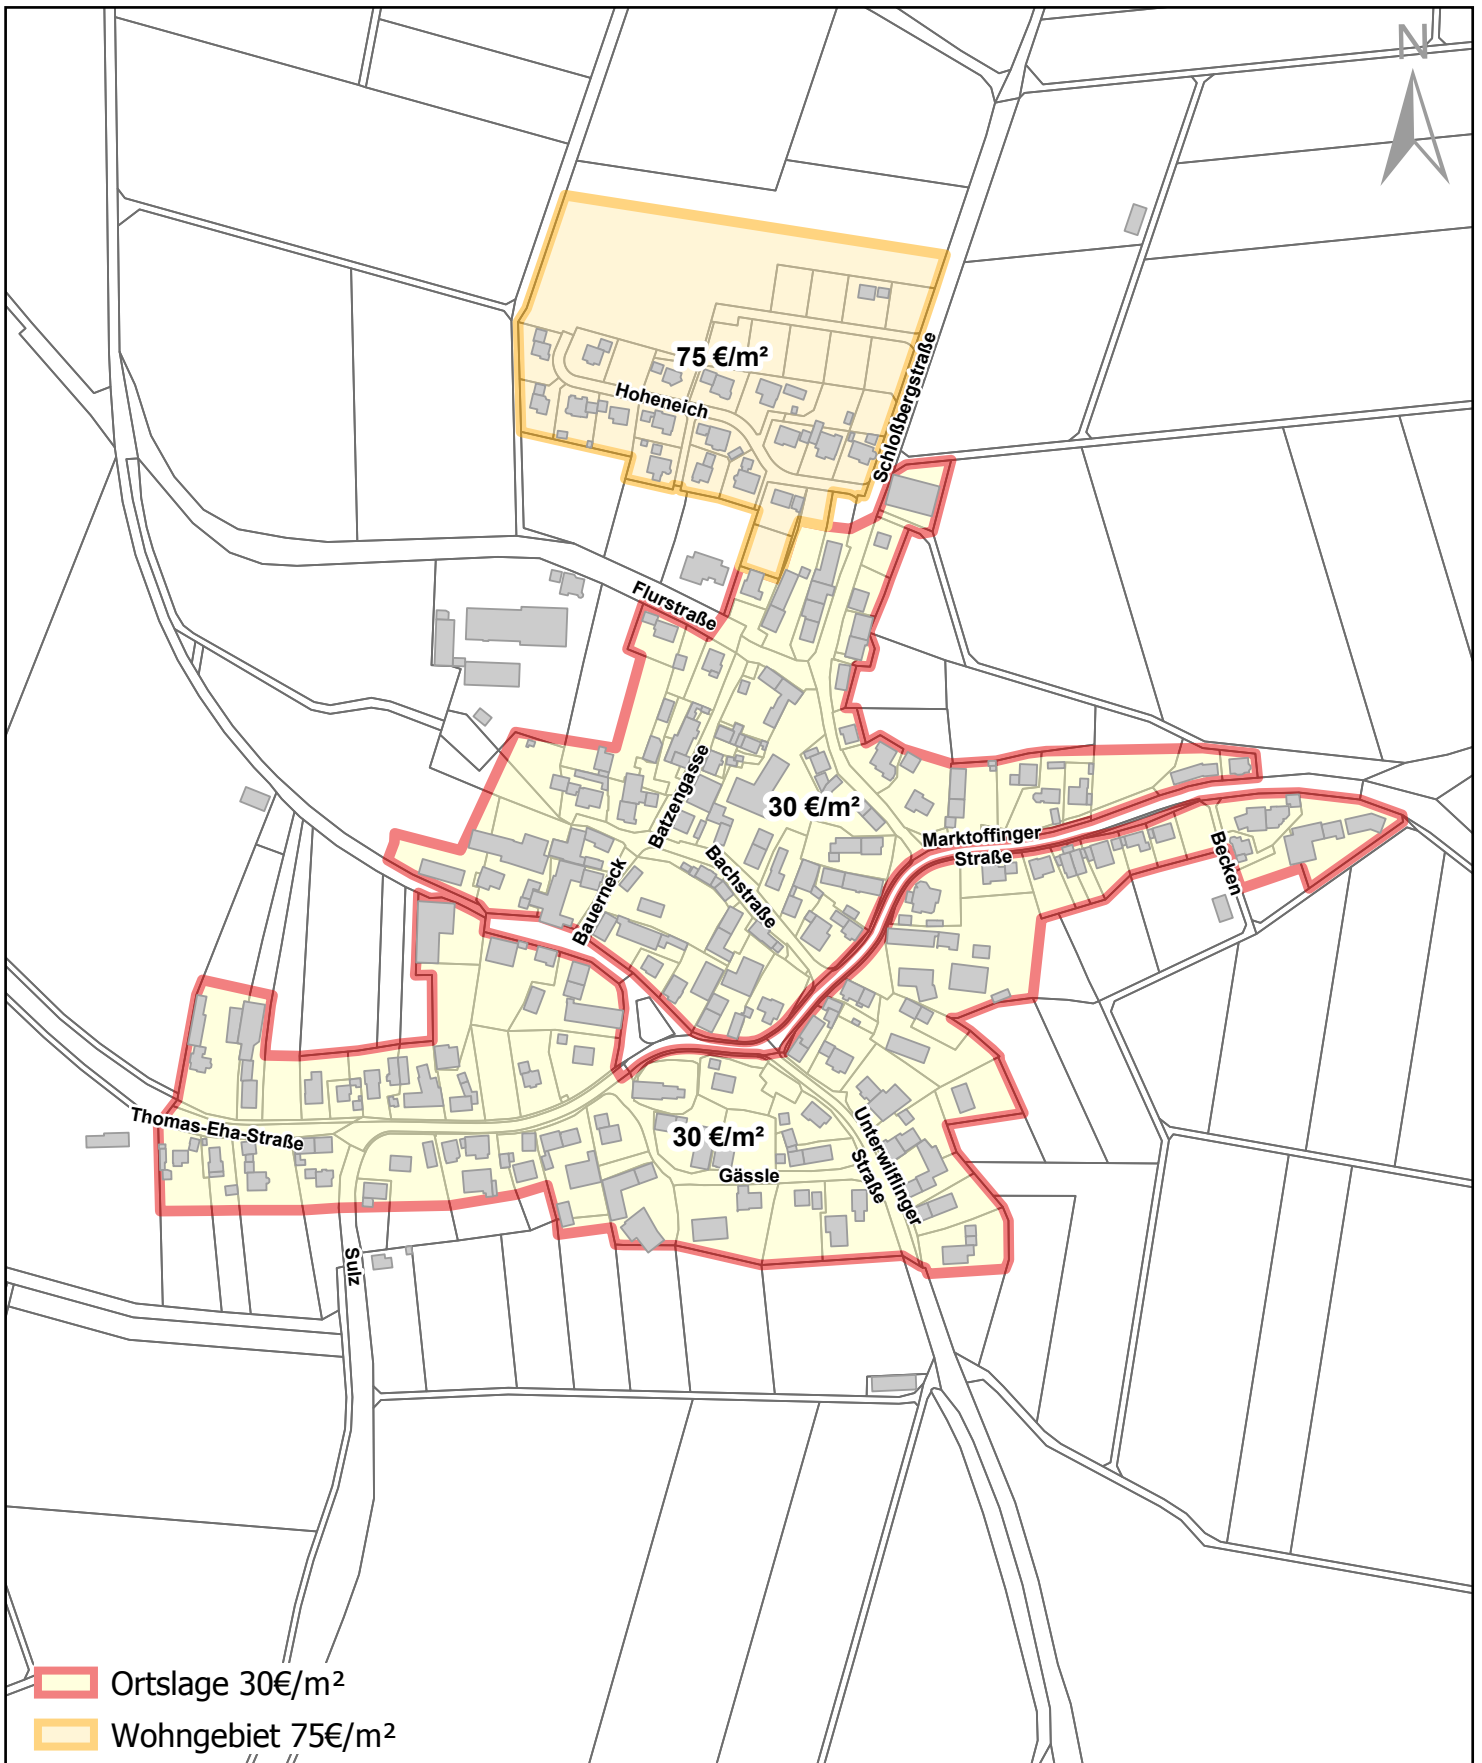 N
75 €/m²
Hoheneich
Schloßbergstraße
Flurstraße
Batzengasse
30 €/m²
Marktoffinger
Straße
Becken
Bachstraße
Bauerneck
Thomas-Eha-Straße
30 €/m²
Gässle
Unterwilflinger
Straße
Sulz
Ortslage 30€/m²
Wohngebiet 75€/m²